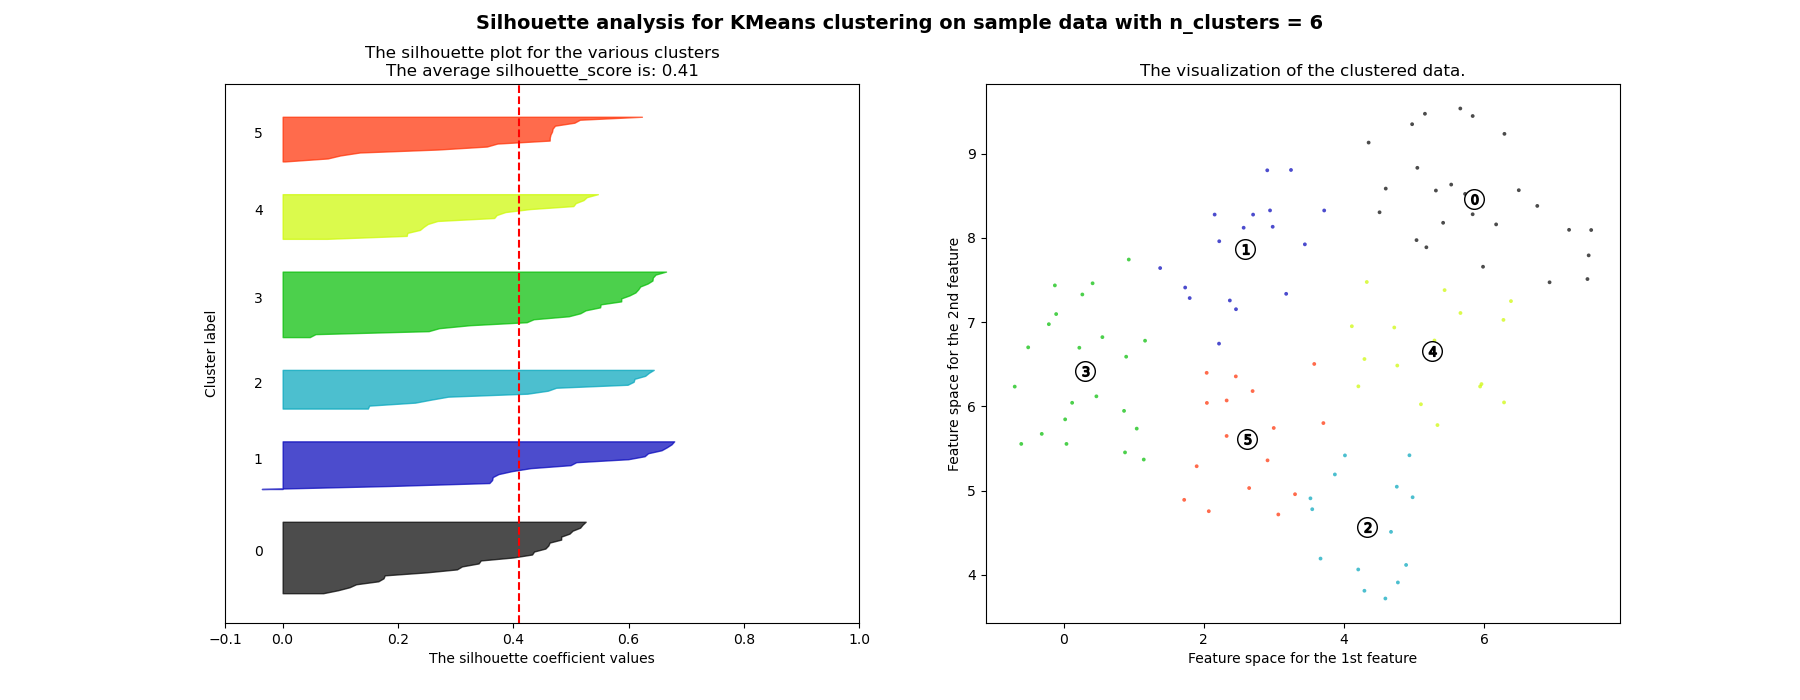 Silhouette analysis for KMeans clustering on sample data with n_clusters = 6
The silhouette plot for the various clusters
The average silhouette_score is: 0.41
5
4
3
2
1
0
Cluster label
−0.1 0.0 0.2 0.4 0.6 0.8 1.0
The silhouette coefficient values
The visualization of the clustered data.
9
8
7
6
5
4
Feature space for the 2nd feature
0
1
4
3
5
2
0 2 4 6
Feature space for the 1st feature